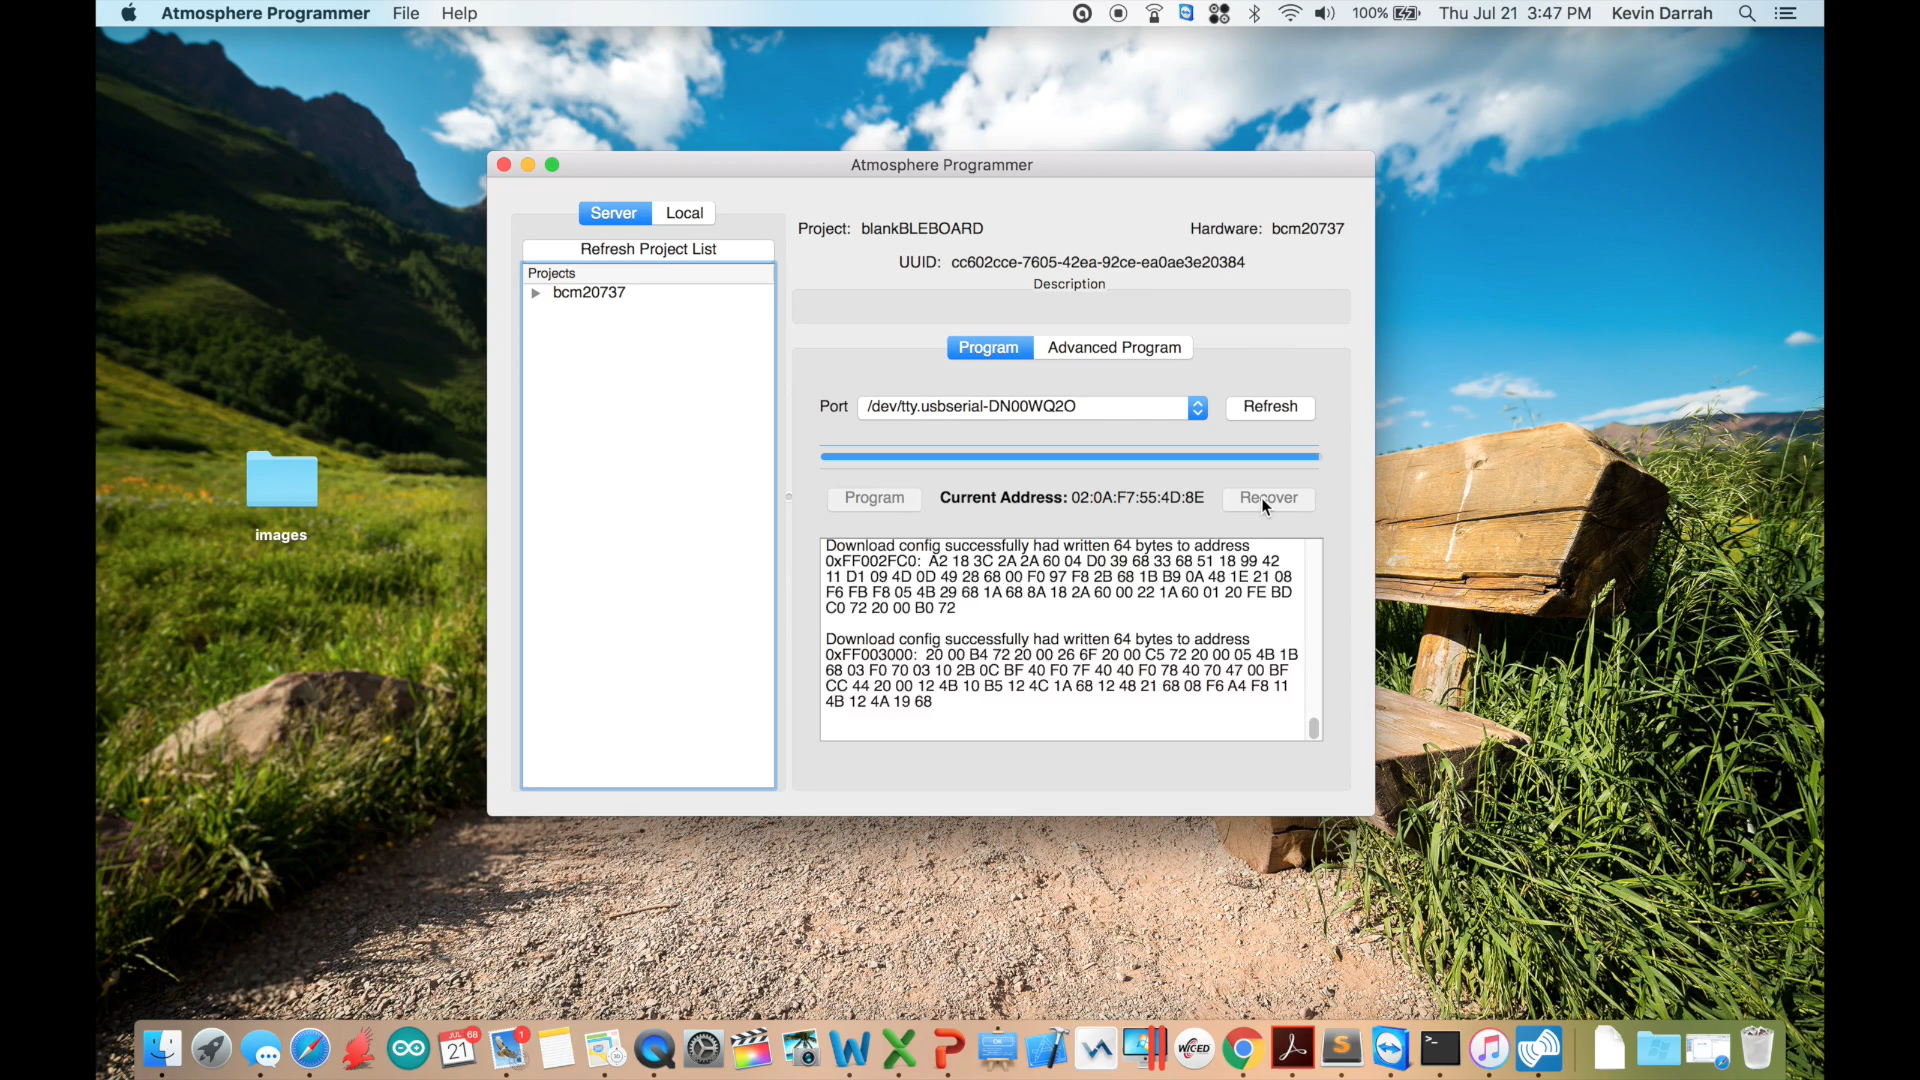 Atmosphere Programmer File Help
100% Thu Jul 21 3:47 PM Kevin Darrah
Atmosphere Programmer
Server Local
Refresh Project List
Projects
bcm20737
Project: blankBLEBOARD Hardware: bcm20737
UUID: cc602cce-7605-42ea-92ce-ea0ae3e20384
Description
Program Advanced Program
Port /dev/tty.usbserial-DN00WQ2O Refresh
Program Current Address: 02:0A:F7:55:4D:8E Recover
Download config successfully had written 64 bytes to address
0xFF002FC0: A2 18 3C 2A 2A 60 04 D0 39 68 33 68 51 18 99 42
11 D1 09 4D 0D 49 28 68 00 F0 97 F8 2B 68 1B B9 0A 48 1E 21 08
F6 FB F8 05 4B 29 68 1A 68 8A 18 2A 60 00 22 1A 60 01 20 FE BD
C0 72 20 00 B0 72
Download config successfully had written 64 bytes to address
0xFF003000: 20 00 B4 72 20 00 26 6F 20 00 C5 72 20 00 05 4B 1B
68 03 F0 70 03 10 2B 0C BF 40 F0 7F 40 40 F0 78 40 70 47 00 BF
CC 44 20 00 12 4B 10 B5 12 4C 1A 68 12 48 21 68 08 F6 A4 F8 11
4B 12 4A 19 68
images
JUL 68
21
1
WICED